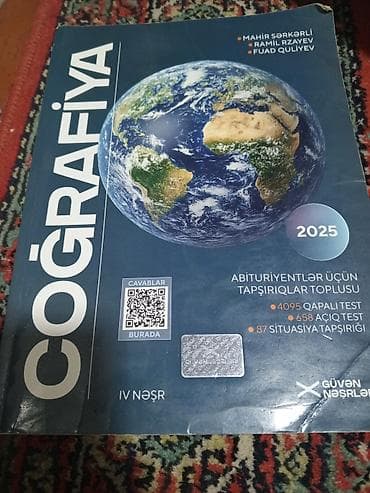 • MAHİR SƏRKƏRLİ
• RAMİL RZAYEV
• FUAD QULİYEV
COĞRAFİYA
2025
ABİTURİYENTLƏR ÜÇÜN
TAPŞIRIQLAR TOPLUSU
• 4095 QAPALI TEST
• 658 AÇIQ TEST
• 87 SİTUASİYA TAPŞIRIĞI
CAVABLAR
BURADA
IV NƏŞR
GÜVƏN
NƏŞRLƏR